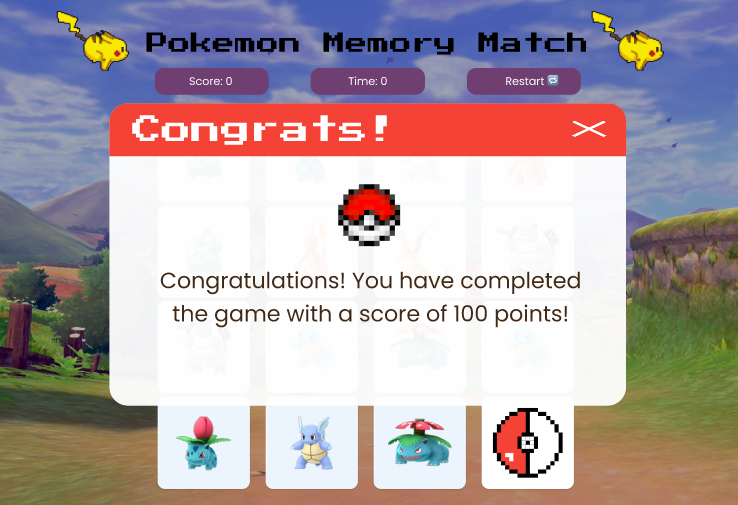 Pokemon Memory Match
Score: 0
Time: 0
Restart
Congrats!
Congratulations! You have completed
the game with a score of 100 points!